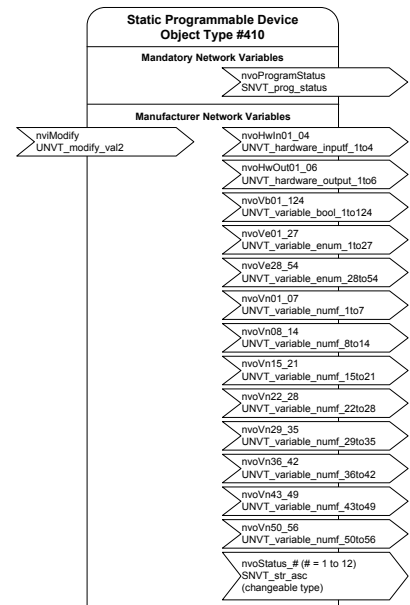 Static Programmable Device
Object Type #410
Mandatory Network Variables
nvoProgramStatus
SNVT_prog_status
Manufacturer Network Variables
nviModify
UNVT_modify_val2
nvoHwIn01_04
UNVT_hardware_inputf_1to4
nvoHwOut01_06
UNVT_hardware_output_1to6
nvoVb01_124
UNVT_variable_bool_1to124
nvoVe01_27
UNVT_variable_enum_1to27
nvoVe28_54
UNVT_variable_enum_28to54
nvoVn01_07
UNVT_variable_numf_1to7
nvoVn08_14
UNVT_variable_numf_8to14
nvoVn15_21
UNVT_variable_numf_15to21
nvoVn22_28
UNVT_variable_numf_22to28
nvoVn29_35
UNVT_variable_numf_29to35
nvoVn36_42
UNVT_variable_numf_36to42
nvoVn43_49
UNVT_variable_numf_43to49
nvoVn50_56
UNVT_variable_numf_50to56
nvoStatus_# (# = 1 to 12)
SNVT_str_asc
(changeable type)